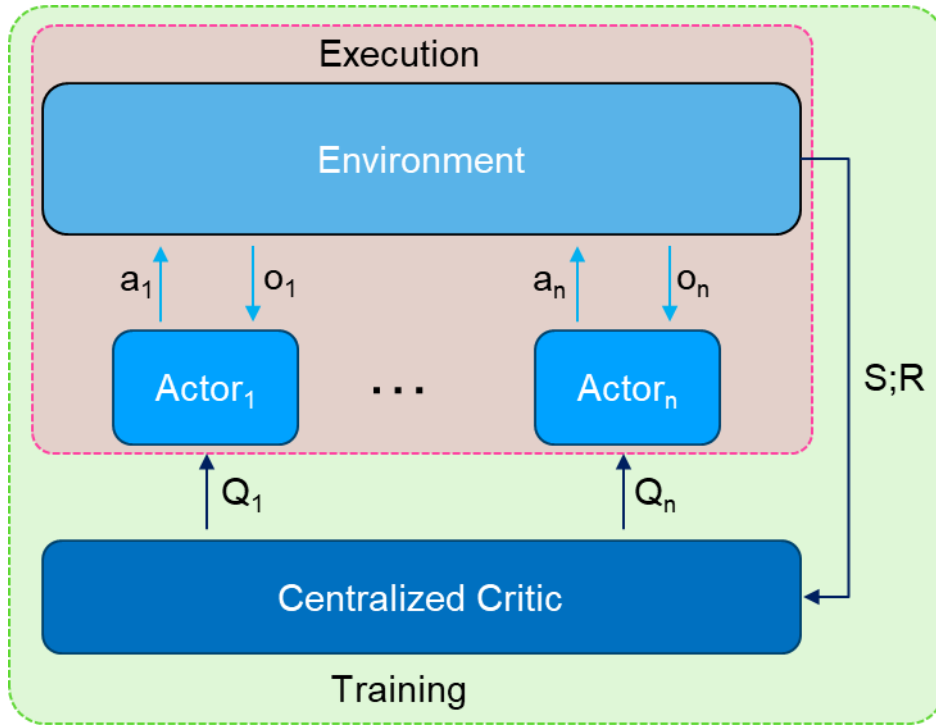 Execution
Environment
a₁ o₁ aₙ oₙ
Actor₁ ... Actorₙ
S;R
Q₁ Qₙ
Centralized Critic
Training